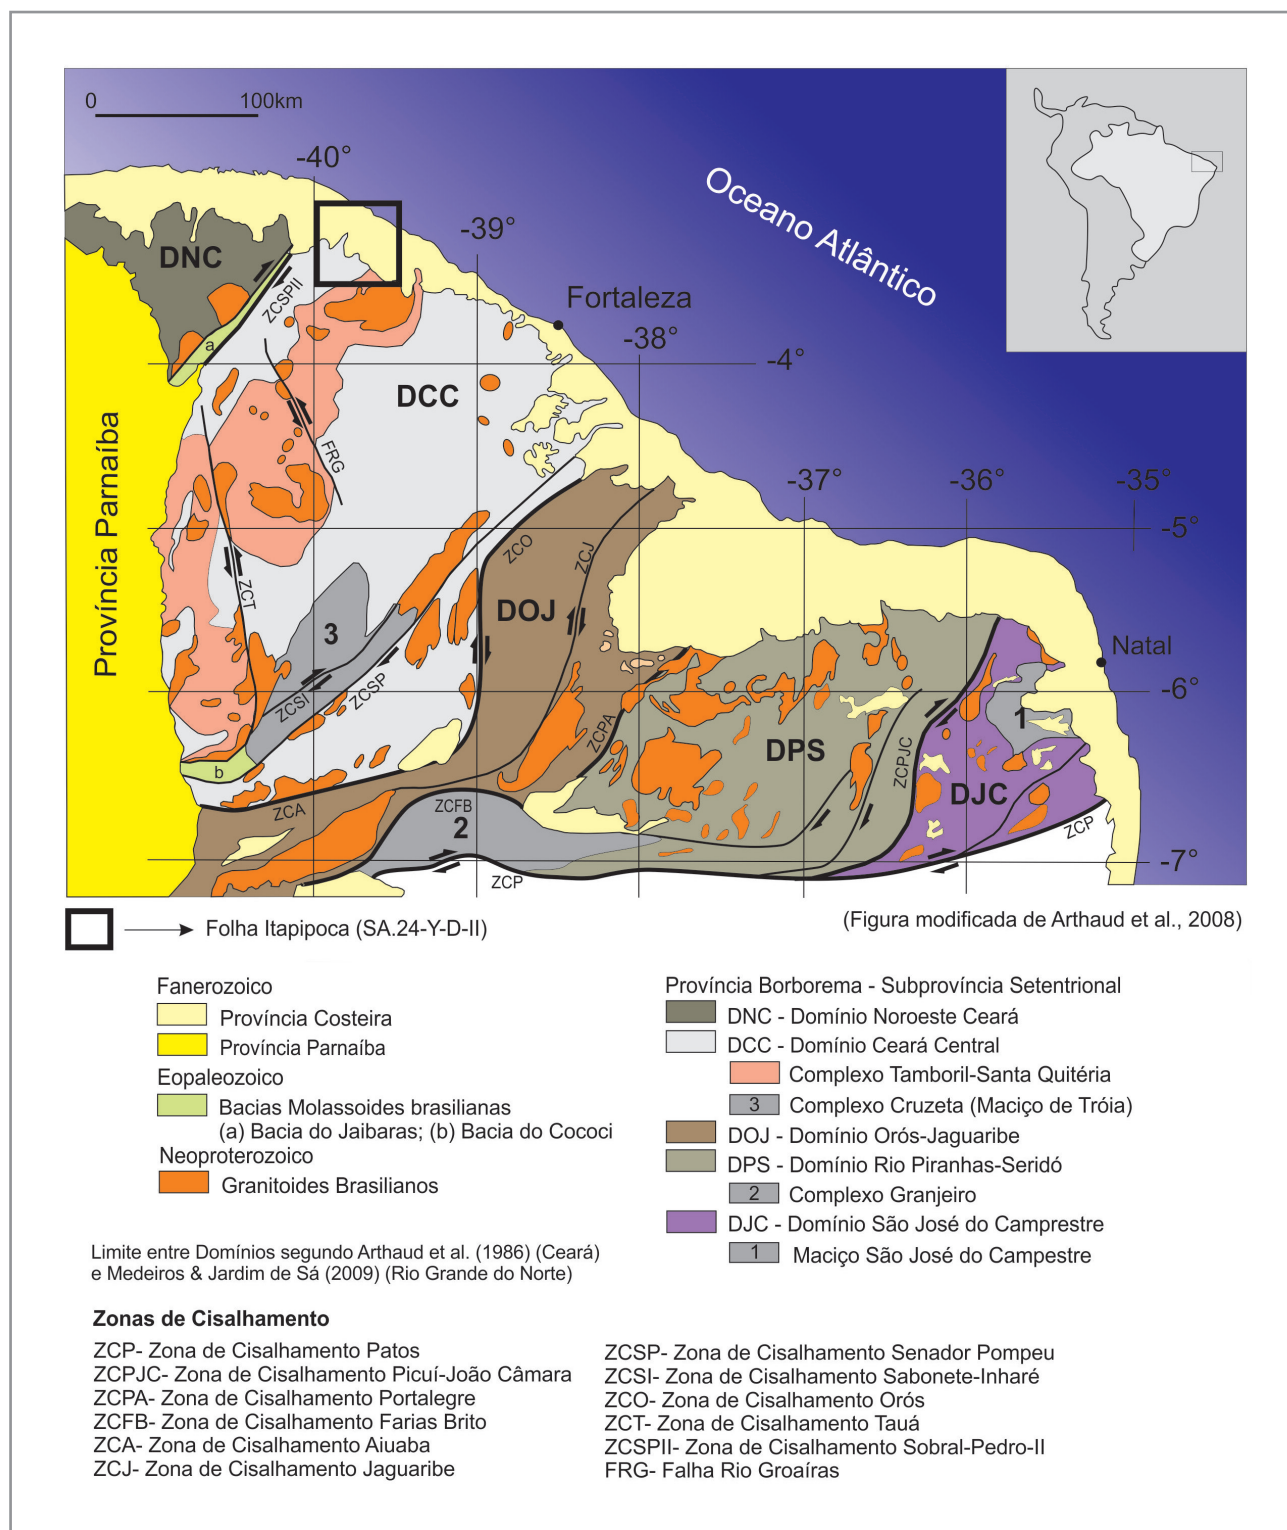 0 100km
-40°
-39°
-38°
-4°
-37°
-36°
-35°
-5°
-6°
-7°
Oceano Atlântico
Fortaleza
Natal
Província Parnaíba
DNC
ZCSPII
a
DCC
FRG
ZCT
3
ZCSI
ZCSP
b
ZCA
ZCO
DOJ
ZCJ
ZCPA
ZCFB
2
ZCP
DPS
ZCPJC
DJC
1
ZCP
Folha Itapipoca (SA.24-Y-D-II)
(Figura modificada de Arthaud et al., 2008)
Fanerozoico
Província Costeira
Província Parnaíba
Eopaleozoico
Bacias Molassoides brasilianas
(a) Bacia do Jaibaras; (b) Bacia do Cococi
Neoproterozoico
Granitoides Brasilianos
Província Borborema - Subprovíncia Setentrional
DNC - Domínio Noroeste Ceará
DCC - Domínio Ceará Central
Complexo Tamboril-Santa Quitéria
3 Complexo Cruzeta (Maciço de Tróia)
DOJ - Domínio Orós-Jaguaribe
DPS - Domínio Rio Piranhas-Seridó
2 Complexo Granjeiro
DJC - Domínio São José do Camprestre
1 Maciço São José do Campestre
Limite entre Domínios segundo Arthaud et al. (1986) (Ceará)
e Medeiros & Jardim de Sá (2009) (Rio Grande do Norte)
Zonas de Cisalhamento
ZCP- Zona de Cisalhamento Patos
ZCPJC- Zona de Cisalhamento Picuí-João Câmara
ZCPA- Zona de Cisalhamento Portalegre
ZCFB- Zona de Cisalhamento Farias Brito
ZCA- Zona de Cisalhamento Aiuaba
ZCJ- Zona de Cisalhamento Jaguaribe
ZCSP- Zona de Cisalhamento Senador Pompeu
ZCSI- Zona de Cisalhamento Sabonete-Inharé
ZCO- Zona de Cisalhamento Orós
ZCT- Zona de Cisalhamento Tauá
ZCSPII- Zona de Cisalhamento Sobral-Pedro-II
FRG- Falha Rio Groaíras